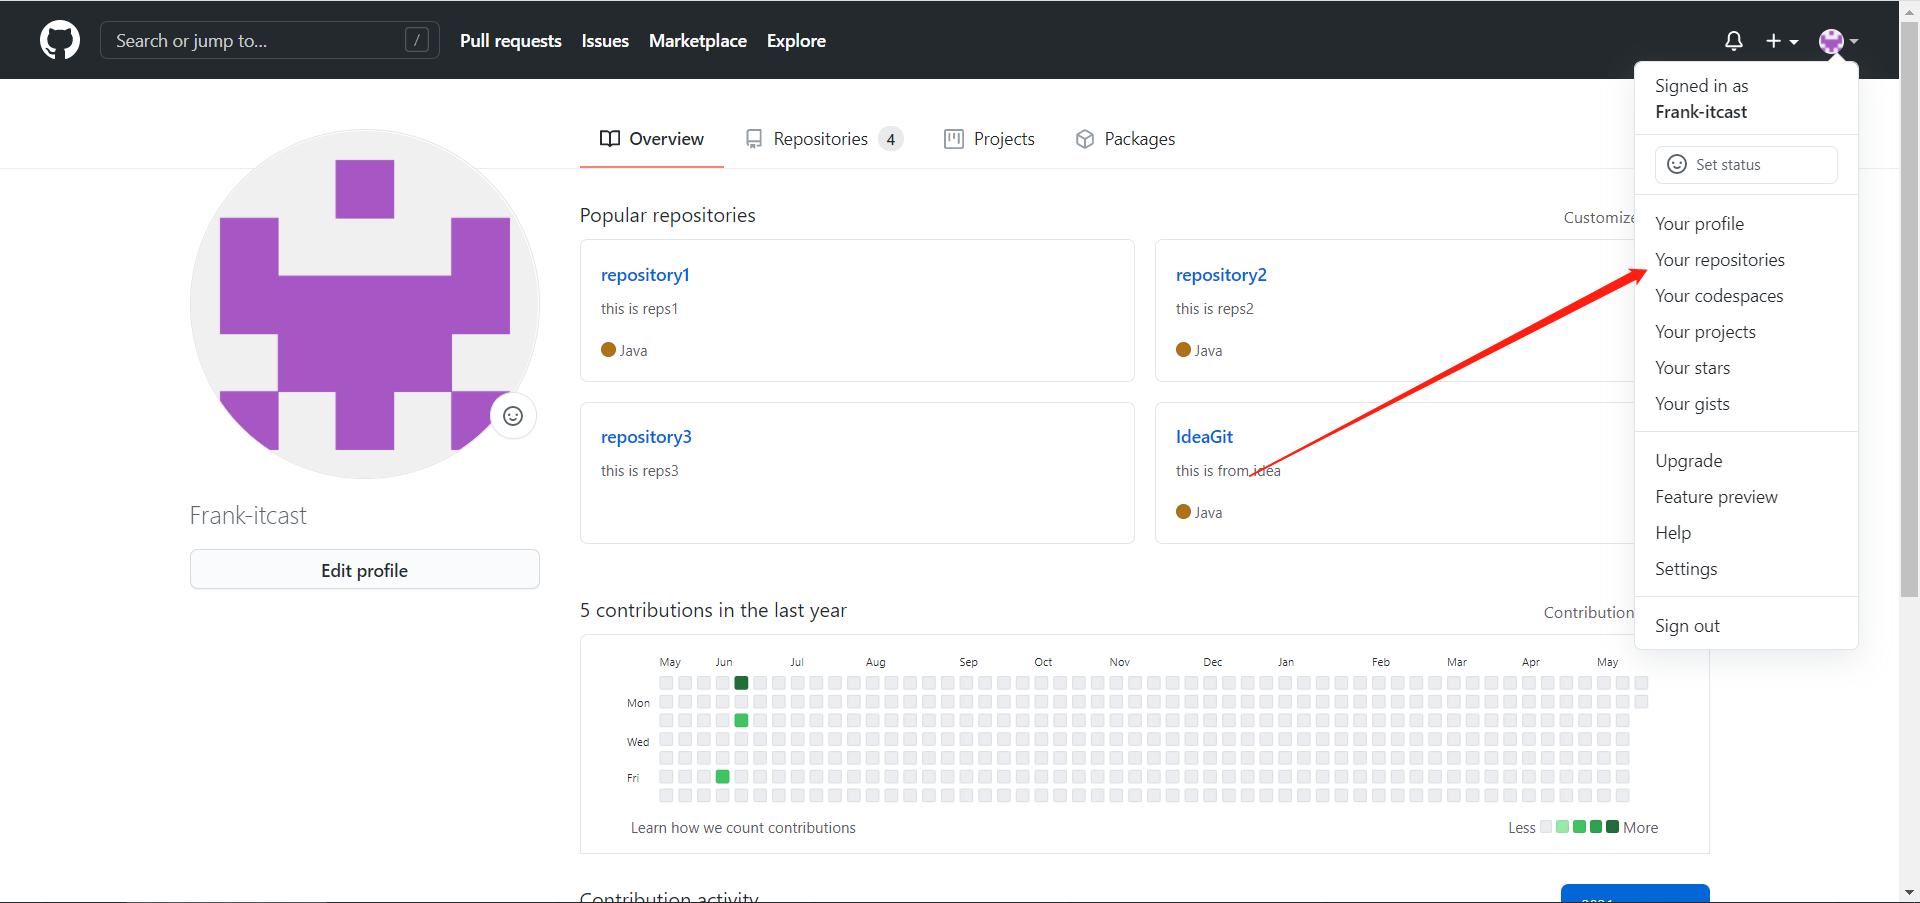 Search or jump to... /
Pull requests Issues Marketplace Explore
Signed in as
Frank-itcast
Set status
Your profile
Your repositories
Your codespaces
Your projects
Your stars
Your gists
Upgrade
Feature preview
Help
Settings
Sign out
Overview Repositories 4 Projects Packages
Frank-itcast
Edit profile
Popular repositories Customize
repository1
this is reps1
Java
repository2
this is reps2
Java
repository3
this is reps3
IdeaGit
this is from idea
Java
5 contributions in the last year Contribution
May Jun Jul Aug Sep Oct Nov Dec Jan Feb Mar Apr May
Mon
Wed
Fri
Learn how we count contributions Less More
Contribution activity